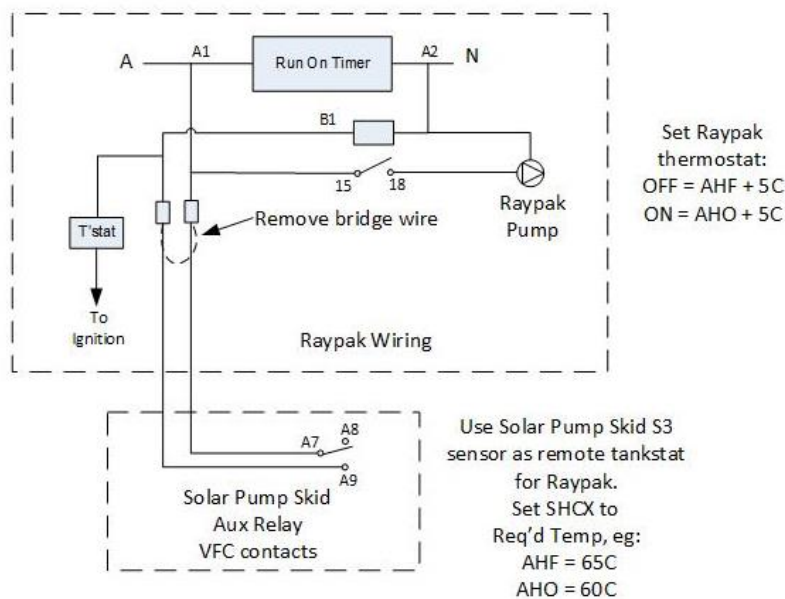 A
A1
Run On Timer
A2
N
B1
15
18
Raypak
Pump
Remove bridge wire
T'stat
To
Ignition
Raypak Wiring
Set Raypak
thermostat:
OFF = AHF + 5C
ON = AHO + 5C
A8
A7
A9
Solar Pump Skid
Aux Relay
VFC contacts
Use Solar Pump Skid S3
sensor as remote tankstat
for Raypak.
Set SHCX to
Req'd Temp, eg:
AHF = 65C
AHO = 60C